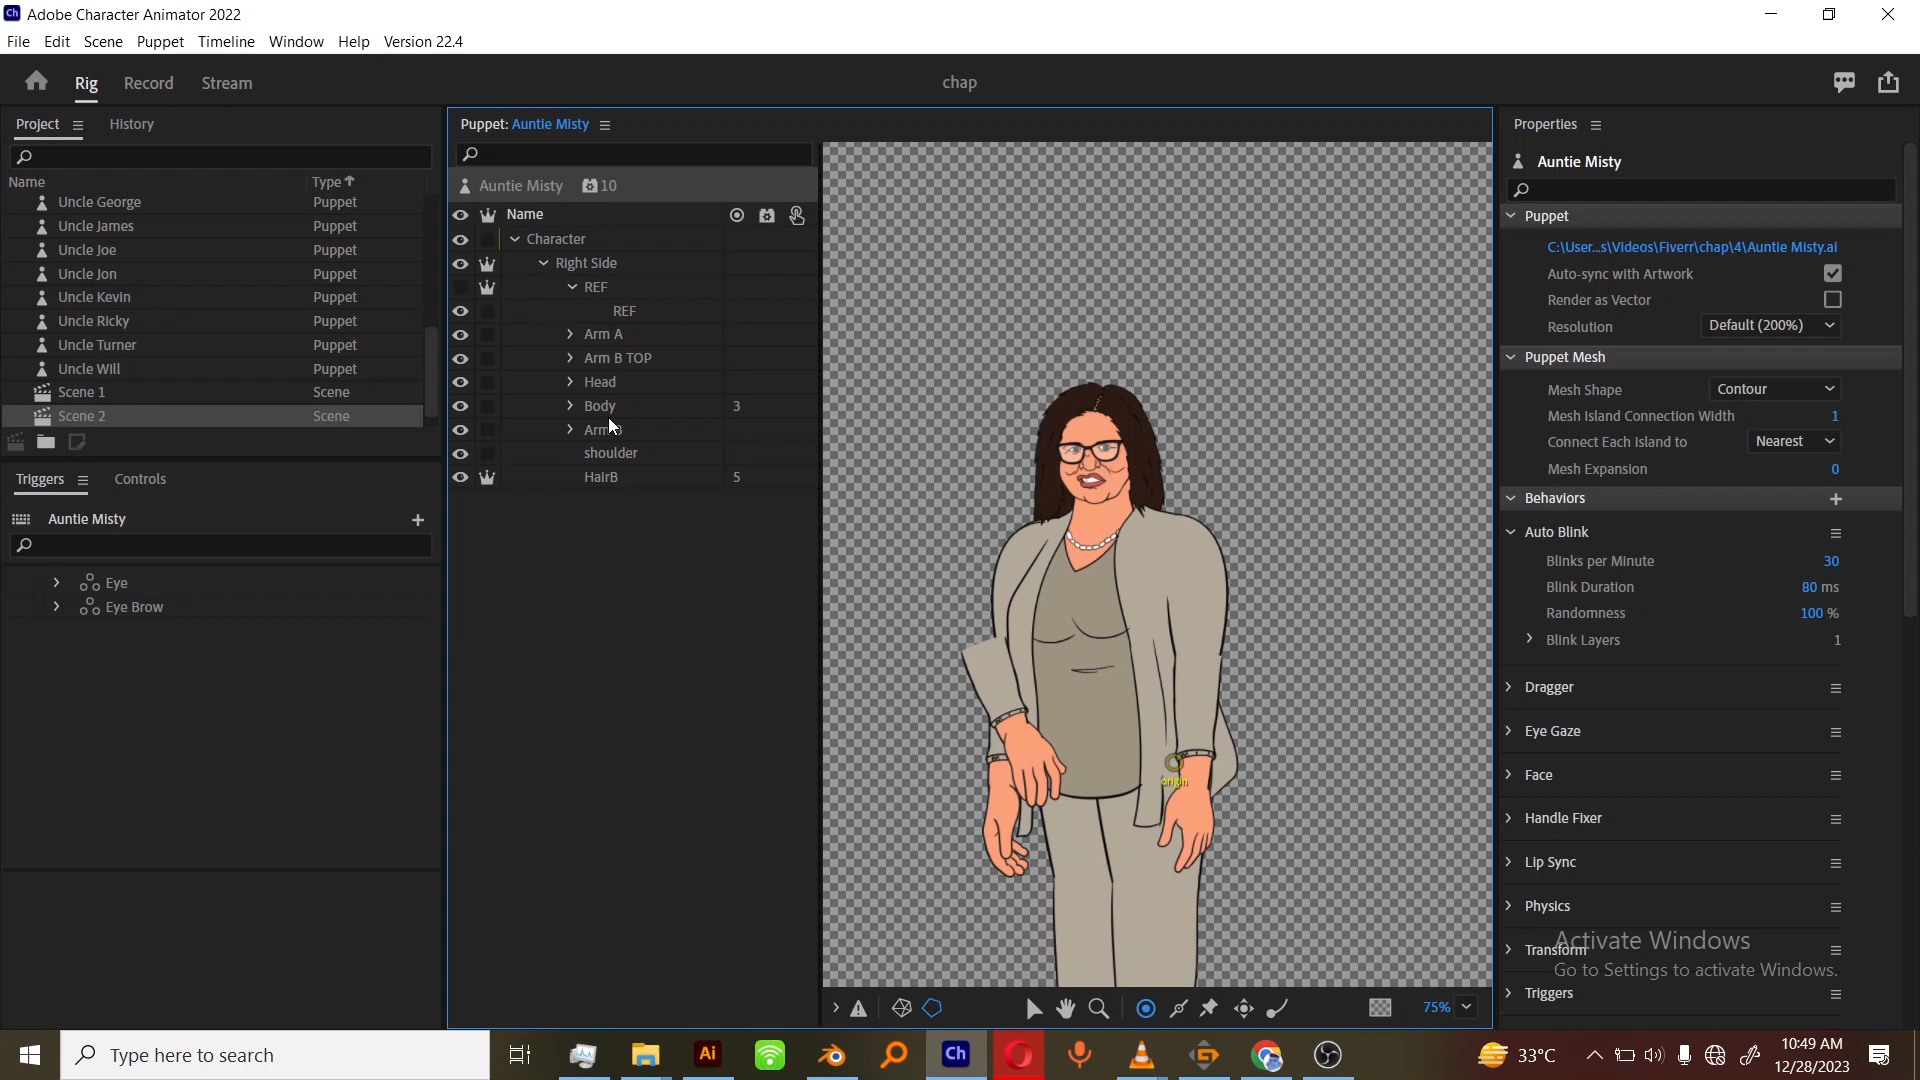 Ch Adobe Character Animator 2022
File Edit Scene Puppet Timeline Window Help Version 22.4
Rig Record Stream
chap
Project History
Name Type
Uncle George Puppet
Uncle James Puppet
Uncle Joe Puppet
Uncle Jon Puppet
Uncle Kevin Puppet
Uncle Ricky Puppet
Uncle Turner Puppet
Uncle Will Puppet
Scene 1 Scene
Scene 2 Scene
Triggers Controls
Auntie Misty
Eye
Eye Brow
Puppet: Auntie Misty
Auntie Misty 10
Name
Character
Right Side
REF
REF
Arm A
Arm B TOP
Head
Body 3
Arm B
shoulder
HairB 5
origin
75%
Properties
Auntie Misty
Puppet
C:\User...s\Videos\Fiverr\chap\4\Auntie Misty.ai
Auto-sync with Artwork
Render as Vector
Resolution Default (200%)
Puppet Mesh
Mesh Shape Contour
Mesh Island Connection Width 1
Connect Each Island to Nearest
Mesh Expansion 0
Behaviors
Auto Blink
Blinks per Minute 30
Blink Duration 80 ms
Randomness 100 %
Blink Layers 1
Dragger
Eye Gaze
Face
Handle Fixer
Lip Sync
Physics
Transform
Triggers
Activate Windows
Go to Settings to activate Windows.
Type here to search
Ai
Ch
33°C
10:49 AM
12/28/2023